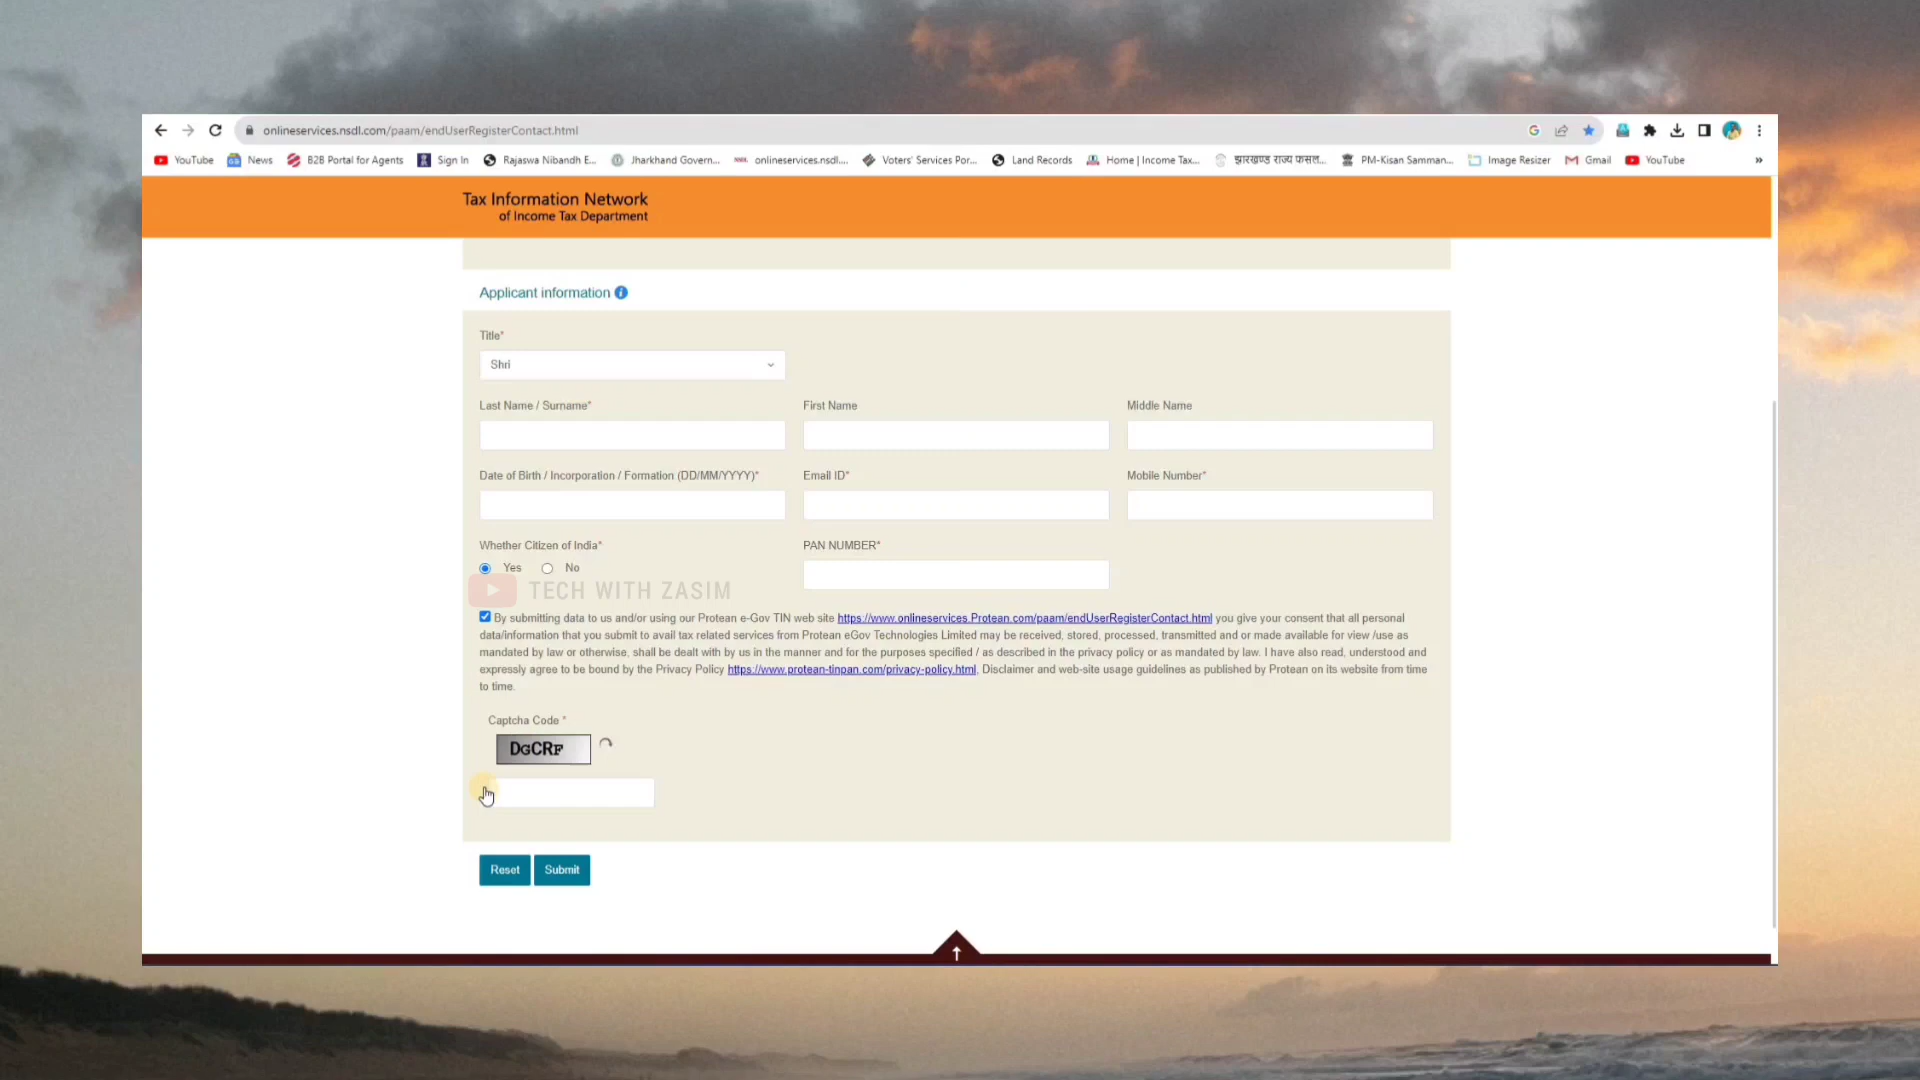 onlineservices.nsdl.com/paam/endUserRegisterContact.html
YouTube News B2B Portal for Agents Sign In Rajaswa Nibandh E... Jharkhand Govern... onlineservices.nsdl.... Voters' Services Por... Land Records Home | Income Tax... झारखण्ड राज्य फसल... PM-Kisan Samman... Image Resizer Gmail YouTube »
Tax Information Network
of Income Tax Department
Applicant information
Title*
Shri
Last Name / Surname* First Name Middle Name
Date of Birth / Incorporation / Formation (DD/MM/YYYY)* Email ID* Mobile Number*
Whether Citizen of India* PAN NUMBER*
Yes No
TECH WITH ZASIM
By submitting data to us and/or using our Protean e-Gov TIN web site https://www.onlineservices.Protean.com/paam/endUserRegisterContact.html you give your consent that all personal
data/information that you submit to avail tax related services from Protean eGov Technologies Limited may be received, stored, processed, transmitted and or made available for view /use as
mandated by law or otherwise, shall be dealt with by us in the manner and for the purposes specified / as described in the privacy policy or as mandated by law. I have also read, understood and
expressly agree to be bound by the Privacy Policy https://www.protean-tinpan.com/privacy-policy.html, Disclaimer and web-site usage guidelines as published by Protean on its website from time
to time.
Captcha Code *
DGCRF
Reset Submit